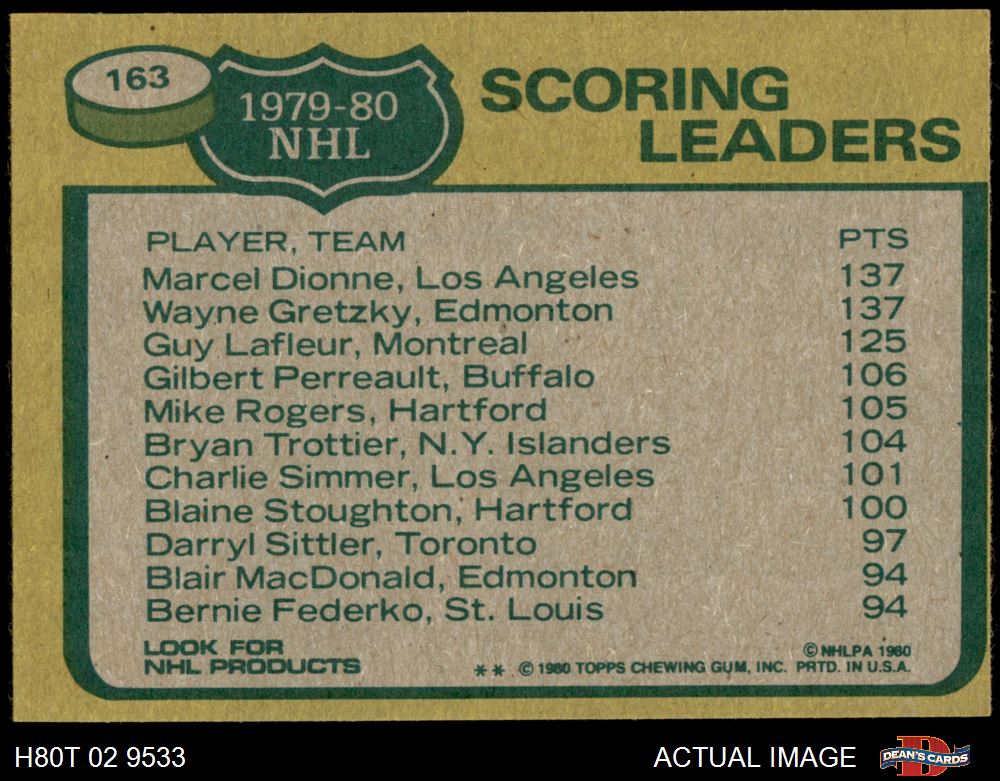 163
1979-80
NHL
SCORING
LEADERS
PLAYER, TEAM PTS
Marcel Dionne, Los Angeles 137
Wayne Gretzky, Edmonton 137
Guy Lafleur, Montreal 125
Gilbert Perreault, Buffalo 106
Mike Rogers, Hartford 105
Bryan Trottier, N.Y. Islanders 104
Charlie Simmer, Los Angeles 101
Blaine Stoughton, Hartford 100
Darryl Sittler, Toronto 97
Blair MacDonald, Edmonton 94
Bernie Federko, St. Louis 94
LOOK FOR
NHL PRODUCTS
© NHLPA 1980
** © 1980 TOPPS CHEWING GUM, INC. PRTD. IN U.S.A.
H80T 02 9533 ACTUAL IMAGE DEAN'S CARDS